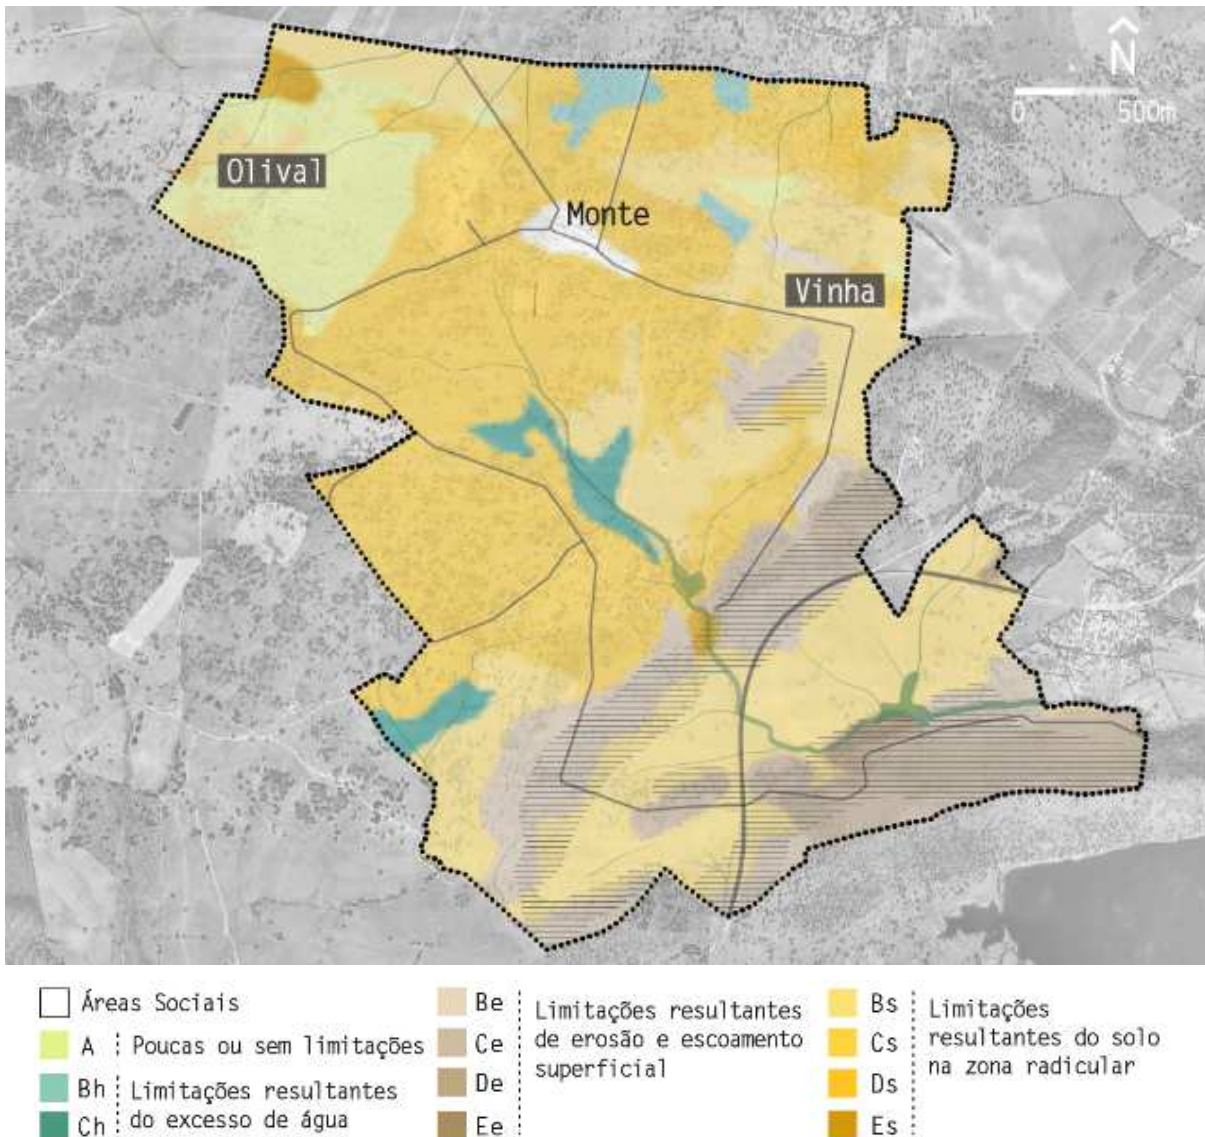 N
0 500m
Olival
Monte
Vinha
Áreas Sociais
A Poucas ou sem limitações
Bh Limitações resultantes
Ch do excesso de água
Be Limitações resultantes
Ce de erosão e escoamento
De superficial
Ee
Bs Limitações
Cs resultantes do solo
Ds na zona radicular
Es